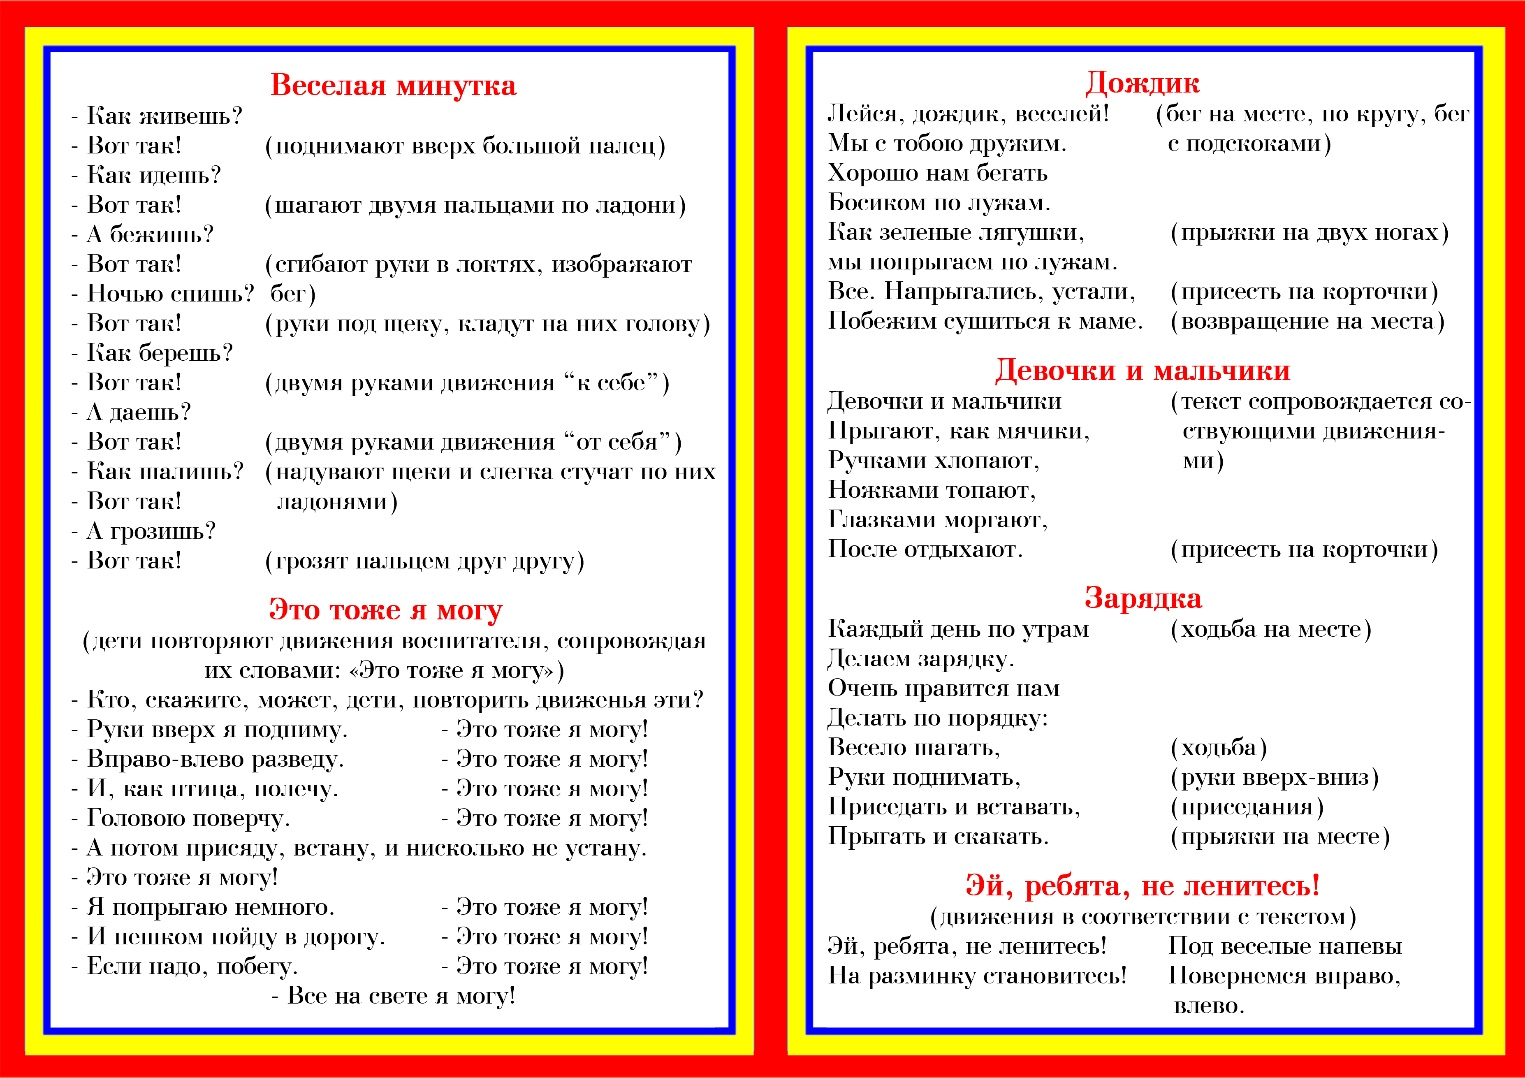 Веселая минутка
- Как живешь?
- Вот так! (поднимают вверх большой палец)
- Как идешь?
- Вот так! (шагают двумя пальцами по ладони)
- А бежишь?
- Вот так! (сгибают руки в локтях, изображают
- Ночью спишь? бег)
- Вот так! (руки под щеку, кладут на них голову)
- Как берешь?
- Вот так! (двумя руками движения “к себе”)
- А даешь?
- Вот так! (двумя руками движения “от себя”)
- Как шалишь? (надувают щеки и слегка стучат по них
- Вот так! ладонями)
- А грозишь?
- Вот так! (грозят пальцем друг другу)
Это тоже я могу
(дети повторяют движения воспитателя, сопровождая
их словами: «Это тоже я могу»)
- Кто, скажите, может, дети, повторить движенья эти?
- Руки вверх я подниму. - Это тоже я могу!
- Вправо-влево разведу. - Это тоже я могу!
- И, как птица, полечу. - Это тоже я могу!
- Головою поверчу. - Это тоже я могу!
- А потом присяду, встану, и нисколько не устану.
- Это тоже я могу!
- Я попрыгаю немного. - Это тоже я могу!
- И пешком пойду в дорогу. - Это тоже я могу!
- Если надо, побегу. - Это тоже я могу!
- Все на свете я могу!
Дождик
Лейся, дождик, веселей! (бег на месте, по кругу, бег
Мы с тобою дружим. с подскоками)
Хорошо нам бегать
Босиком по лужам.
Как зеленые лягушки, (прыжки на двух ногах)
мы попрыгаем по лужам.
Все. Напрыгались, устали, (присесть на корточки)
Побежим сушиться к маме. (возвращение на места)
Девочки и мальчики
Девочки и мальчики (текст сопровождается со-
Прыгают, как мячики, ствующими движения-
Ручками хлопают, ми)
Ножками топают,
Глазками моргают,
После отдыхают. (присесть на корточки)
Зарядка
Каждый день по утрам (ходьба на месте)
Делаем зарядку.
Очень нравится нам
Делать по порядку:
Весело шагать, (ходьба)
Руки поднимать, (руки вверх-вниз)
Приседать и вставать, (приседания)
Прыгать и скакать. (прыжки на месте)
Эй, ребята, не ленитесь!
(движения в соответствии с текстом)
Эй, ребята, не ленитесь! Под веселые напевы
На разминку становитесь! Повернемся вправо,
влево.